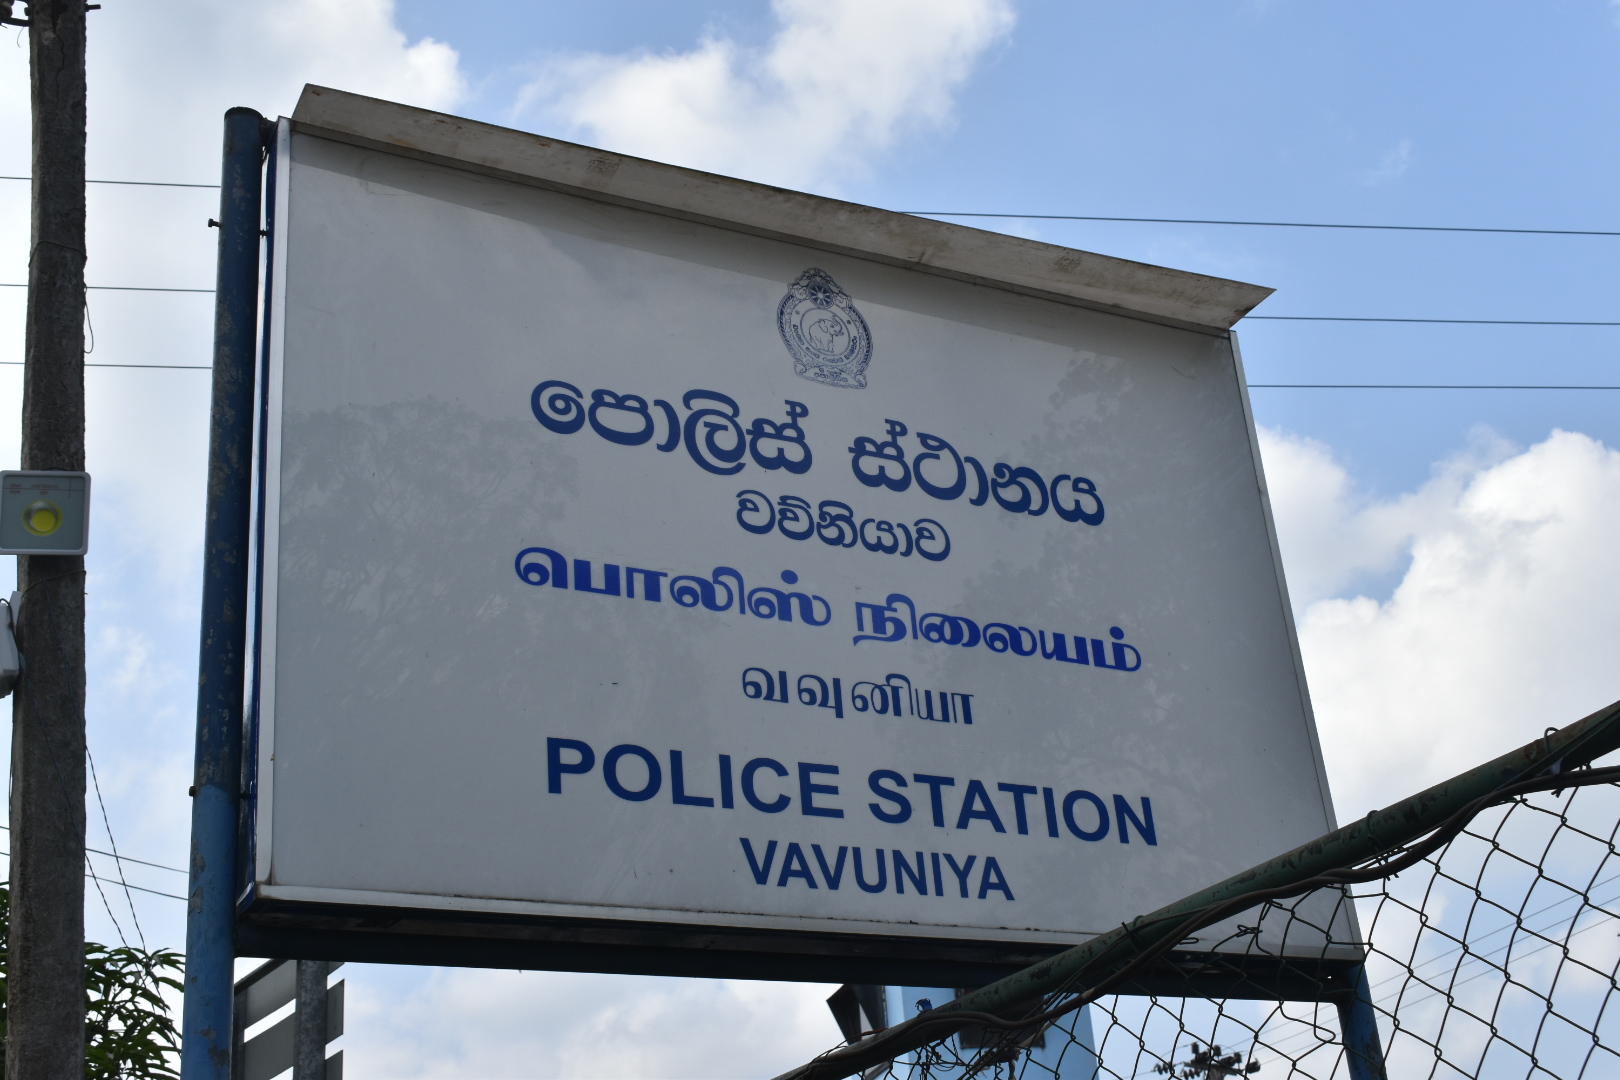 පොලිස් ස්ථානය
වව්නියාව
பொலிஸ் நிலையம்
வவுனியா
POLICE STATION
VAVUNIYA